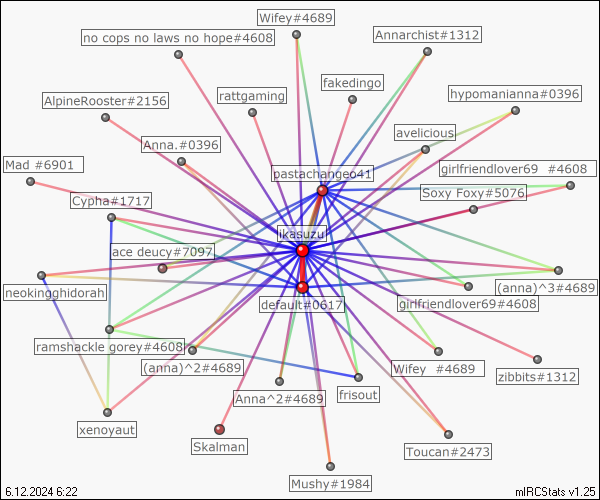 Wifey#4689
Annarchist#1312
no cops no laws no hope#4608
fakedingo
rattgaming
hypomanianna#0396
AlpineRooster#2156
avelicious
Anna.#0396
Mad #6901
pastachangeo41
girlfriendlover69 #4608
Soxy Foxy#5076
Cypha#1717
ikasuzu
ace deucy#7097
neokingghidorah
(anna)^3#4689
default#0617
girlfriendlover69#4608
ramshackle gorey#4608
(anna)^2#4689
Wifey #4689
zibbits#1312
Anna^2#4689
frisout
xenoyaut
Skalman
Toucan#2473
Mushy#1984
6.12.2024 6:22
mIRCStats v1.25